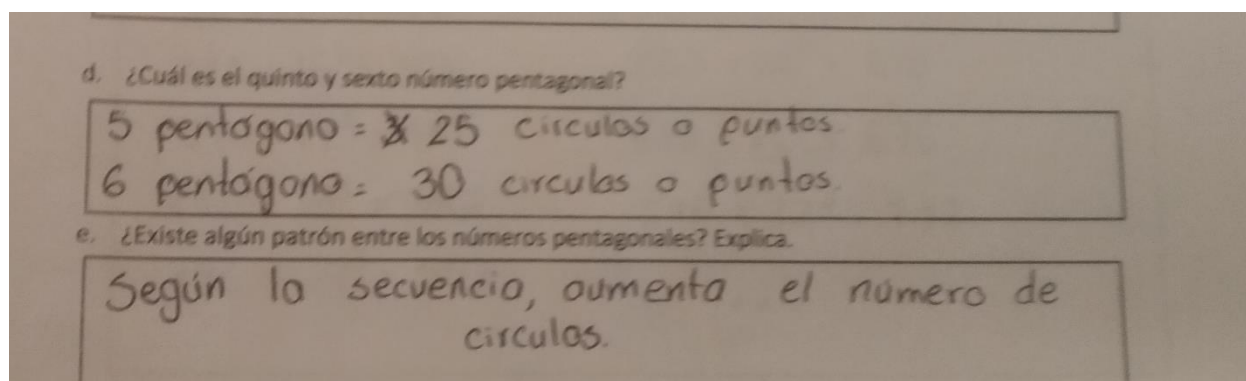 d. ¿Cuál es el quinto y sexto número pentagonal?
5 pentágono = 25 circulos o puntos
6 pentágono = 30 circulos o puntos.
e. ¿Existe algún patrón entre los números pentagonales? Explica.
Según la secuencia, aumenta el número de
circulos.